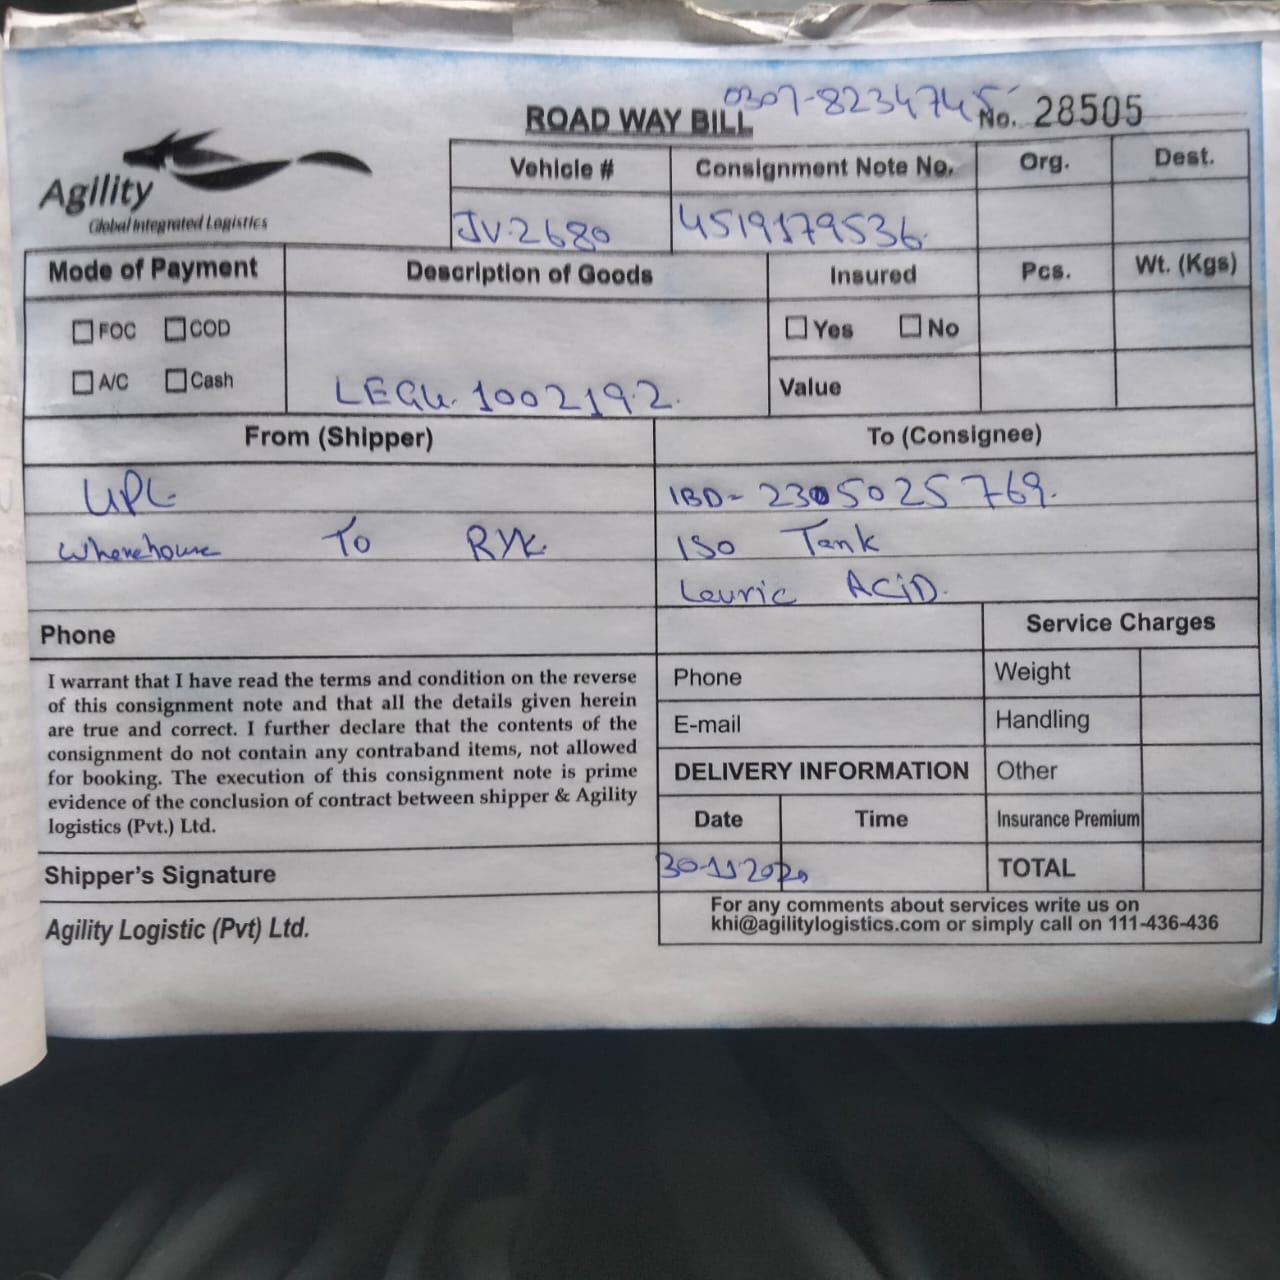 0307-8234745
ROAD WAY BILL
No. 28505
Agility
Global Integrated Logistics
Vehicle # Consignment Note No. Org. Dest.
JV-2680 4519179536
Mode of Payment Description of Goods Insured Pcs. Wt. (Kgs)
FOC COD Yes No
A/C Cash Value
LEGU. 1002192
From (Shipper) To (Consignee)
UPL IBD- 2305025769.
Wherehouse To RYK. ISO Tank
Lauric ACiD.
Phone Service Charges
I warrant that I have read the terms and condition on the reverse
of this consignment note and that all the details given herein
are true and correct. I further declare that the contents of the
consignment do not contain any contraband items, not allowed
for booking. The execution of this consignment note is prime
evidence of the conclusion of contract between shipper & Agility
logistics (Pvt.) Ltd.
Phone Weight
E-mail Handling
DELIVERY INFORMATION Other
Date Time Insurance Premium
Shipper's Signature 30-11-2020 TOTAL
Agility Logistic (Pvt) Ltd.
For any comments about services write us on
khi@agilitylogistics.com or simply call on 111-436-436